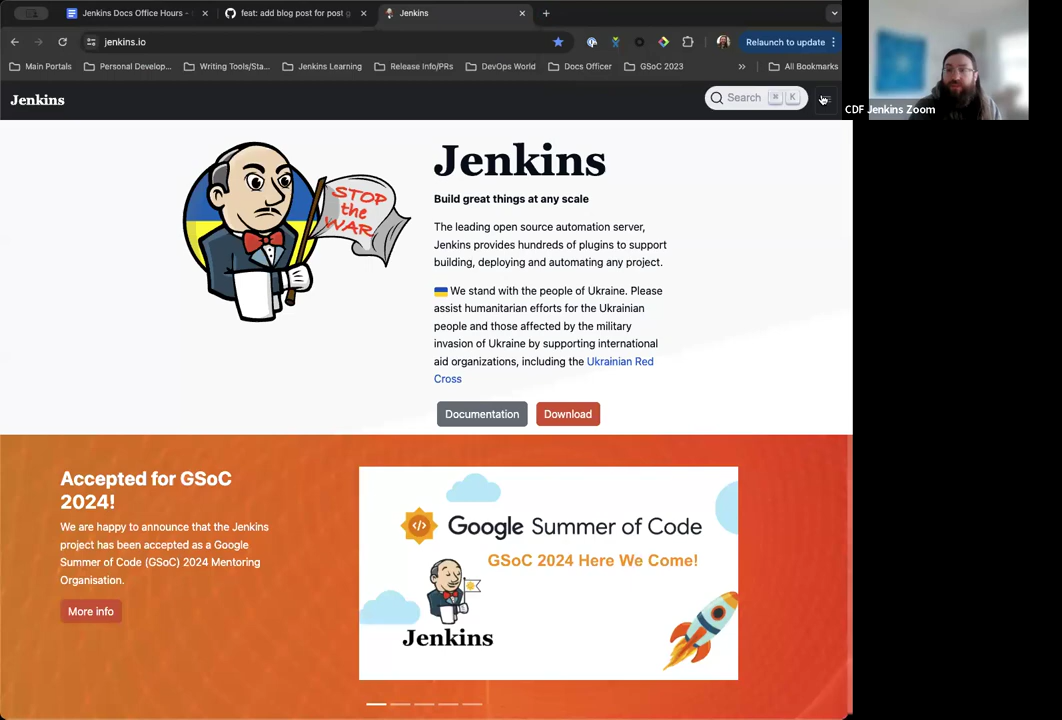 Jenkins Docs Office Hours -
feat: add blog post for post g
Jenkins
jenkins.io
Relaunch to update
Main Portals
Personal Develop...
Writing Tools/Sta...
Jenkins Learning
Release Info/PRs
DevOps World
Docs Officer
GSoC 2023
»
All Bookmarks
Jenkins
Search ⌘ K
CDF Jenkins Zoom
STOP
the
WAR
Jenkins
Build great things at any scale
The leading open source automation server,
Jenkins provides hundreds of plugins to support
building, deploying and automating any project.
We stand with the people of Ukraine. Please
assist humanitarian efforts for the Ukrainian
people and those affected by the military
invasion of Ukraine by supporting international
aid organizations, including the Ukrainian Red
Cross
Documentation
Download
Accepted for GSoC
2024!
We are happy to announce that the Jenkins
project has been accepted as a Google
Summer of Code (GSoC) 2024 Mentoring
Organisation.
More info
Google Summer of Code
GSoC 2024 Here We Come!
Jenkins